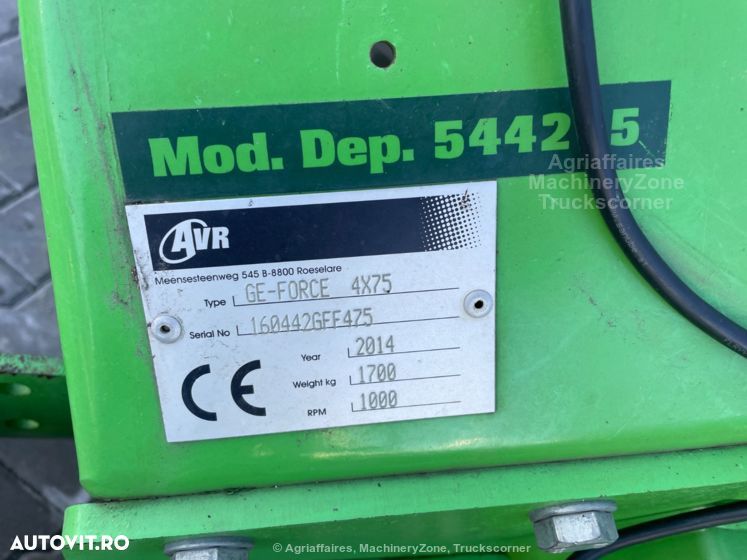 Mod. Dep. 5442 5
Agriaffaires
MachineryZone
Truckscorner
AVR
Meensesteenweg 545 B-8800 Roeselare
Type GE-FORCE 4X75
Serial No 160442GFF475
Year 2014
Weight kg 1700
RPM 1000
CE
AUTOVIT.RO
© Agriaffaires, MachineryZone, Truckscorner